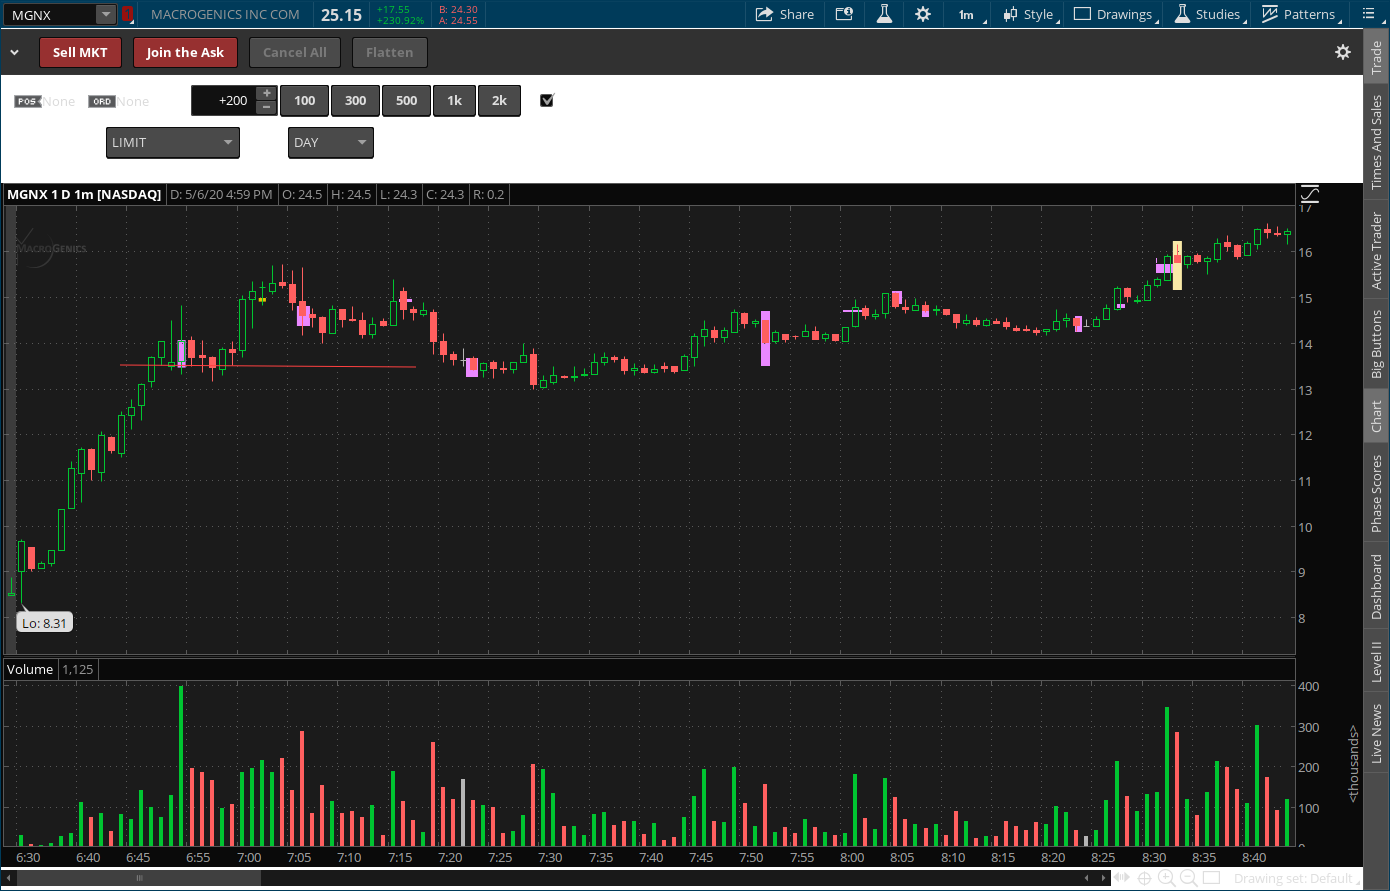 MGNX 1 MACROGENICS INC COM 25.15 +17.55 B: 24.30 Share 1m Style Drawings Studies Patterns
+230.92% A: 24.55
Sell MKT Join the Ask Cancel All Flatten
POS None ORD None +200 100 300 500 1k 2k
LIMIT DAY
MGNX 1 D 1m [NASDAQ] D: 5/6/20 4:59 PM O: 24.5 H: 24.5 L: 24.3 C: 24.3 R: 0.2
MACROGENICS
17
16
15
14
13
12
11
10
9
8
Lo: 8.31
Volume 1,125
400
300
200
100
0
<thousands>
6:30 6:40 6:45 6:55 7:00 7:05 7:10 7:15 7:20 7:25 7:30 7:35 7:40 7:45 7:50 7:55 8:00 8:05 8:10 8:15 8:20 8:25 8:30 8:35 8:40
Drawing set: Default
Trade
Times And Sales
Active Trader
Big Buttons
Chart
Phase Scores
Dashboard
Level II
Live News